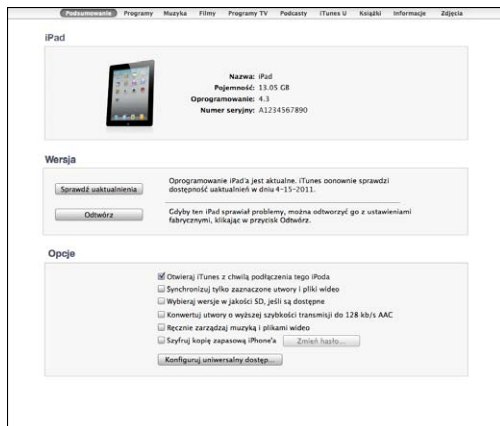 Podsumowanie Programy Muzyka Filmy Programy TV Podcasty iTunes U Książki Informacje Zdjęcia
iPad
Nazwa: iPad
Pojemność: 13.05 GB
Oprogramowanie: 4.3
Numer seryjny: A1234567890
Wersja
Sprawdź uaktualnienia
Oprogramowanie iPad'a jest aktualne. iTunes ponownie sprawdzi
dostępność uaktualnień w dniu 4-15-2011.
Odtwórz
Gdyby ten iPad sprawiał problemy, można odtworzyć go z ustawieniami
fabrycznymi, klikając w przycisk Odtwórz.
Opcje
Otwieraj iTunes z chwilą podłączenia tego iPoda
Synchronizuj tylko zaznaczone utwory i pliki wideo
Wybieraj wersje w jakości SD, jeśli są dostępne
Konwertuj utwory o wyższej szybkości transmisji do 128 kb/s AAC
Ręcznie zarządzaj muzyką i plikami wideo
Szyfruj kopię zapasową iPhone'a Zmień hasło...
Konfiguruj uniwersalny dostęp...